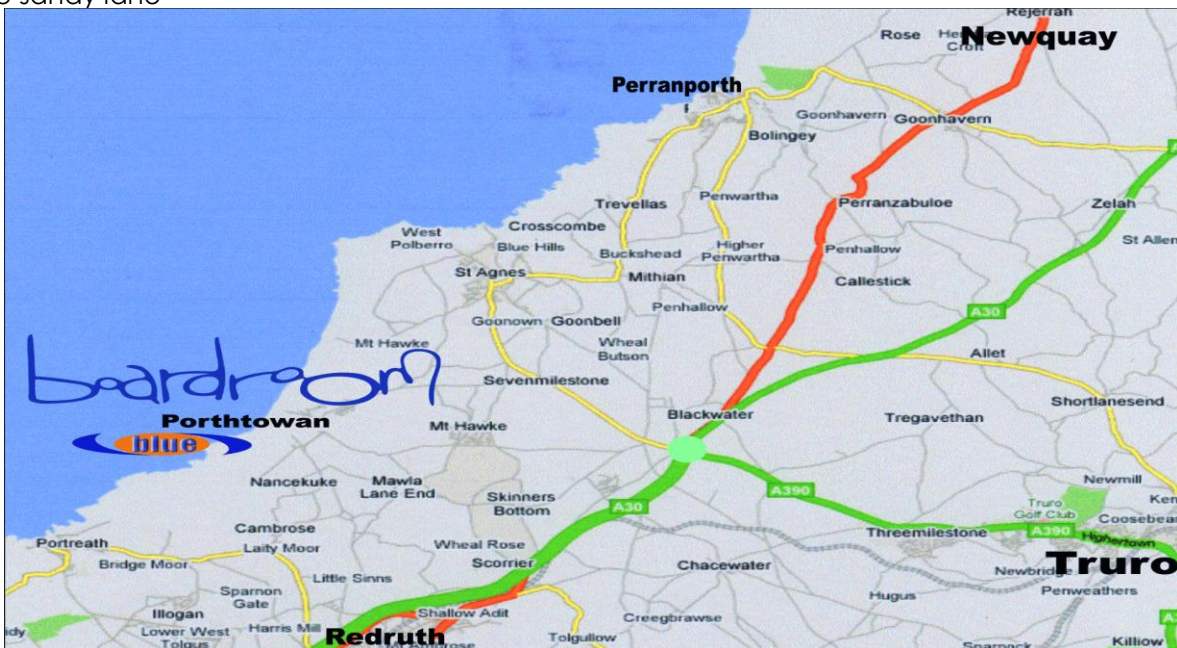 Rejerrah
Rose
Newquay
Perranporth
Goonhavern
Goonhavern
Bolingey
Trevellas
Penwartha
Perranzabuloe
Zelah
West
Polberro
Crosscombe
Blue Hills
Buckshead
Higher
Penwartha
Penhallow
St Allen
St Agnes
Mithian
Callestick
Penhallow
A30
Goonown
Goonbell
Mt Hawke
Wheal
Butson
Allet
boardroom
Sevenmilestone
Shortlanesend
Porthtowan
blue
Mt Hawke
Blackwater
Tregavethan
Nancekuke
Mawla
Lane End
Skinners
Bottom
A30
A390
Newmill
Truro
Golf Club
Cambrose
Threemilestone
A390
Highertown
Portreath
Laity Moor
Wheal Rose
Bridge Moor
Scorrier
Chacewater
Newbridge
Truro
Little Sinns
Sparnon
Gate
Hugus
Penweathers
Illogan
Shallow Adit
Creegbrawse
Lower West
Tolgus
Harris Mill
Redruth
Tolgullow
Killiow